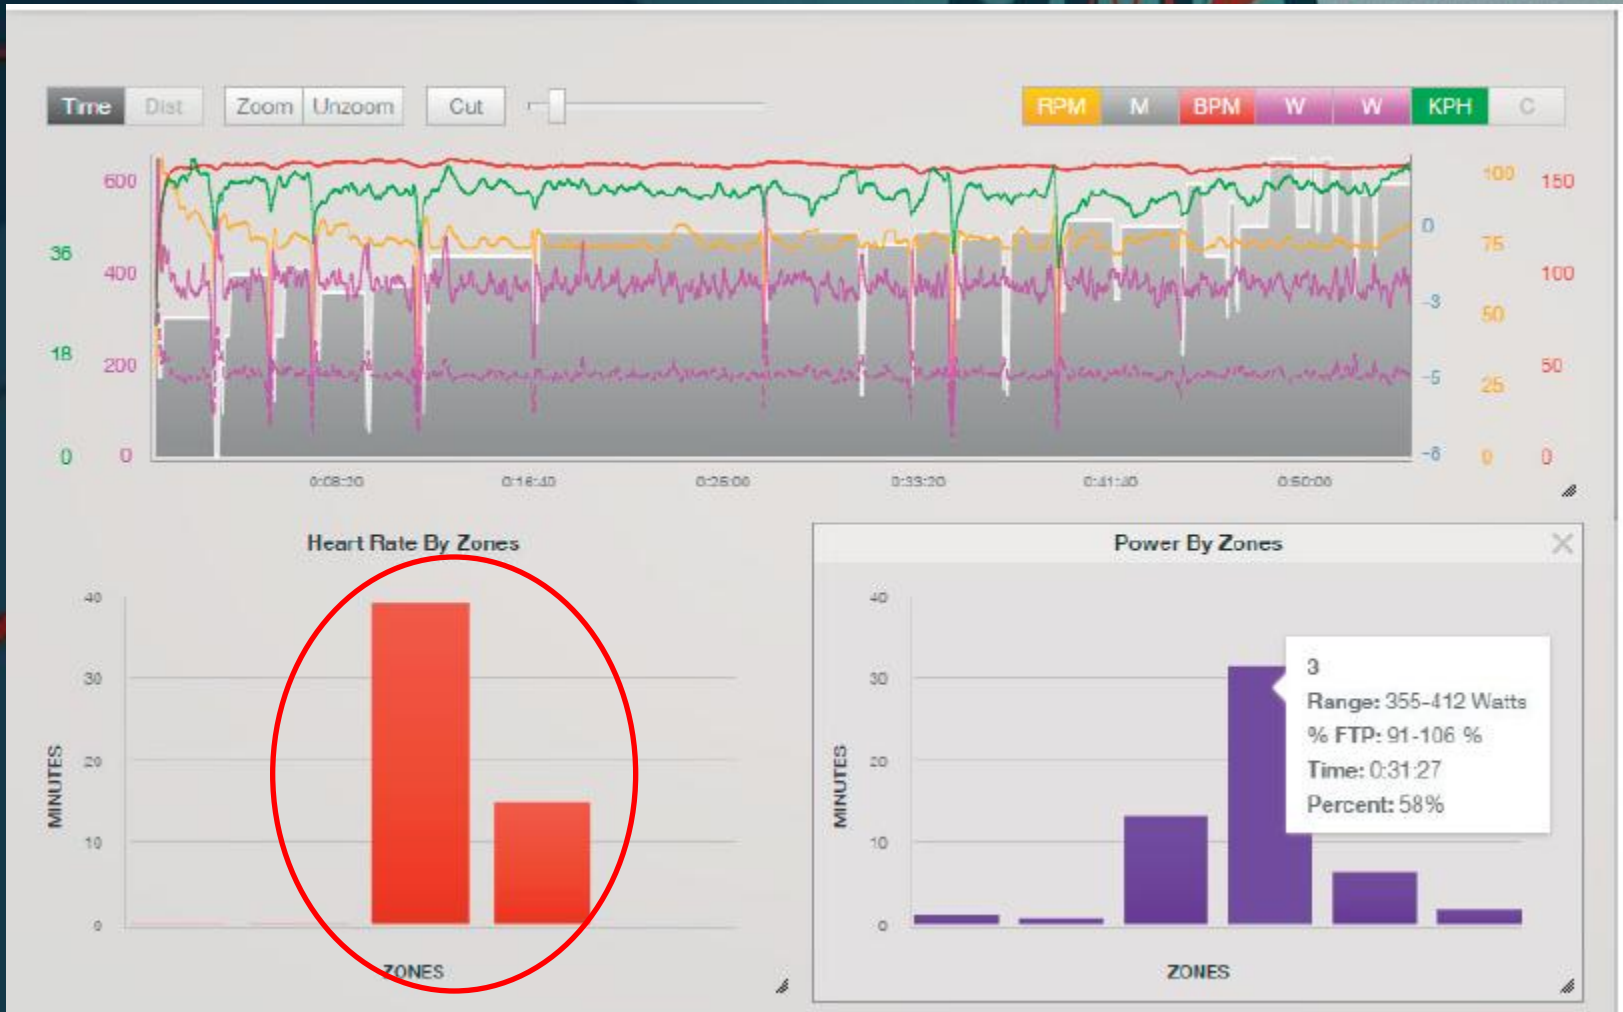 Time Dist Zoom Unzoom Cut RPM M BPM W W KPH C
600 100 150
36 0
400 75 100
-3
50
18 200 -5 25 50
0 0 -8 0 0
0:08:20 0:16:40 0:25:00 0:33:20 0:41:40 0:50:00
Heart Rate By Zones
40
30
20
10
0
MINUTES
ZONES
Power By Zones
40
30
20
10
0
MINUTES
ZONES
3
Range: 355-412 Watts
% FTP: 91-106 %
Time: 0:31:27
Percent: 58%